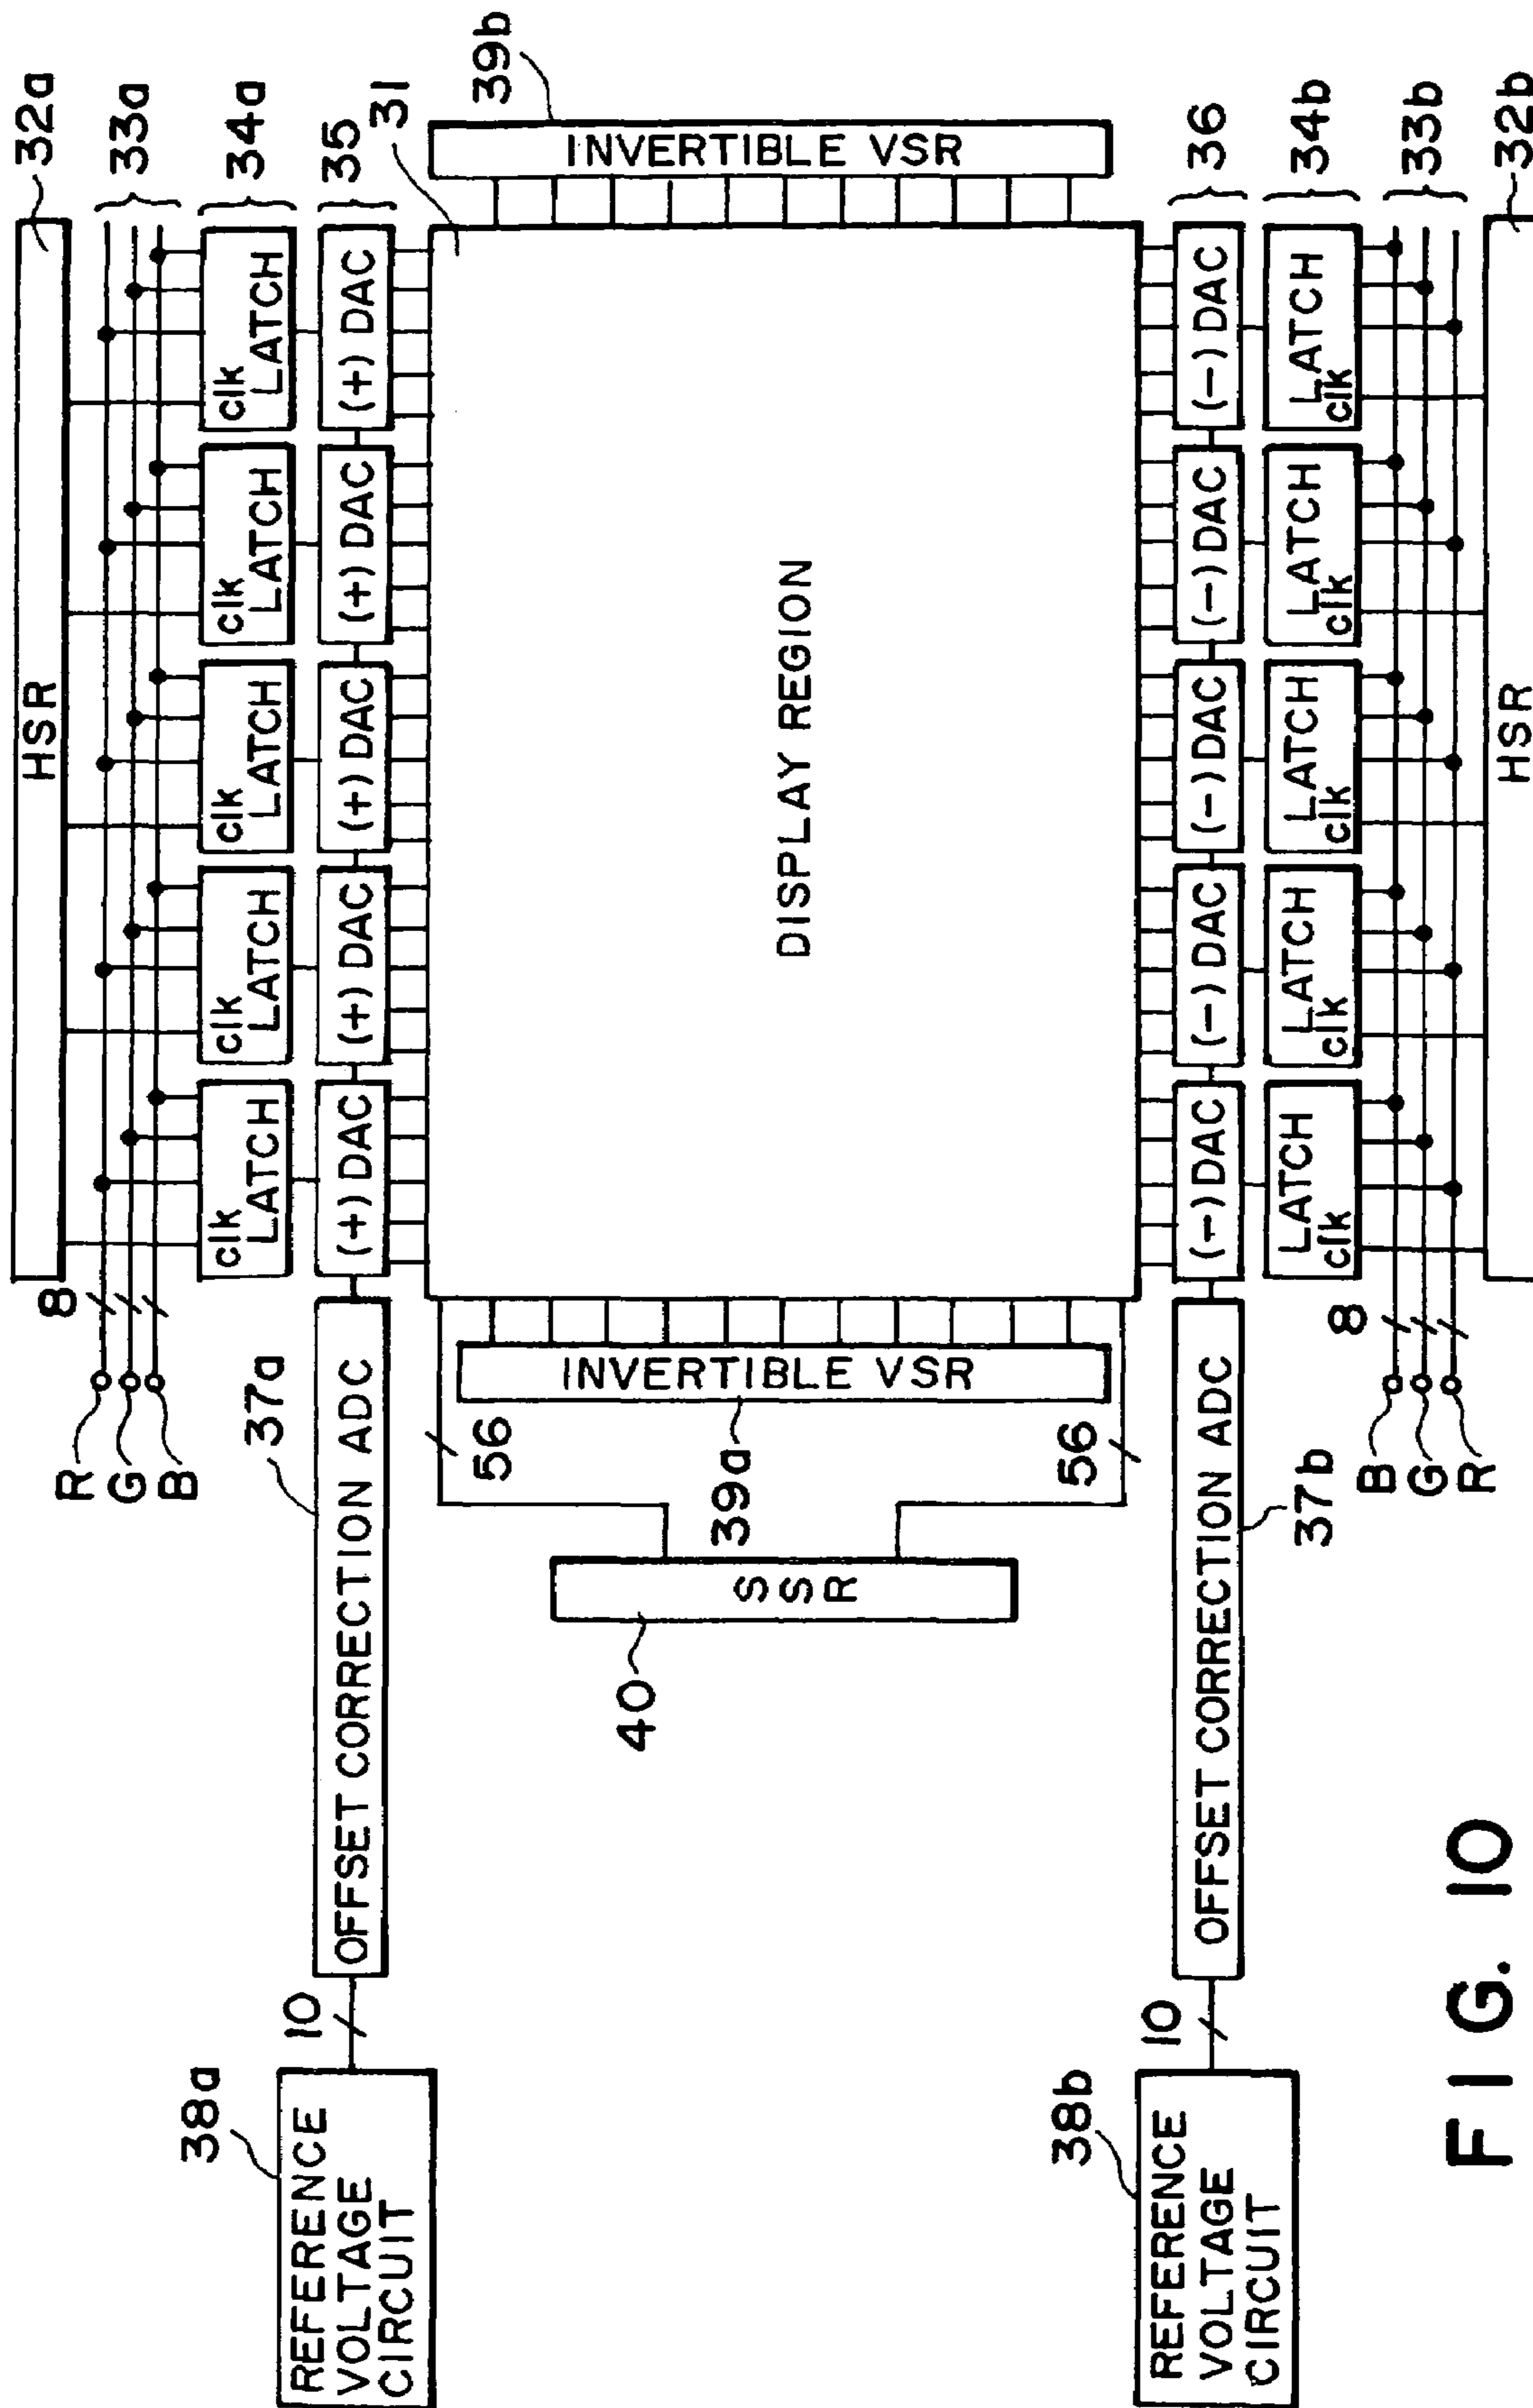 32a
HSR
33a
8
R
G
B
34a
clk LATCH
clk LATCH
clk LATCH
clk LATCH
clk LATCH
35
38a
REFERENCE
VOLTAGE
CIRCUIT
10
37a
OFFSET CORRECTION ADC
(+) DAC
(+) DAC
(+) DAC
(+) DAC
(+) DAC
31
39b
INVERTIBLE VSR
56
INVERTIBLE VSR
39a
56
40
SSR
DISPLAY REGION
38b
REFERENCE
VOLTAGE
CIRCUIT
10
OFFSET CORRECTION ADC
37b
(-) DAC
(-) DAC
(-) DAC
(-) DAC
(-) DAC
36
LATCH
clk
LATCH
clk
LATCH
clk
LATCH
clk
LATCH
clk
34b
8
B
G
R
33b
HSR
32b
FIG. 10